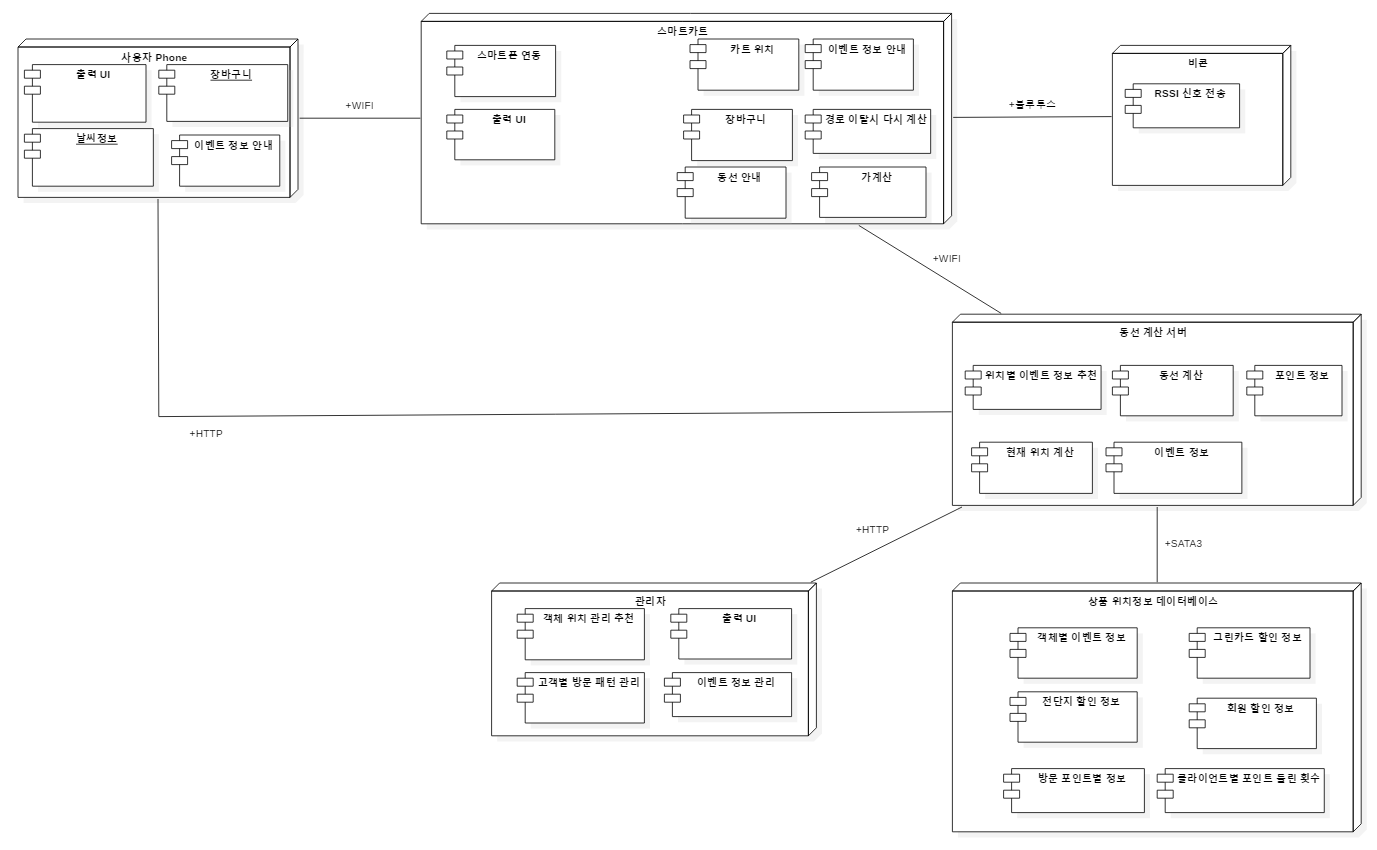 사용자 Phone
출력 UI
장바구니
날씨정보
이벤트 정보 안내
+WIFI
스마트카트
스마트폰 연동
카트 위치
이벤트 정보 안내
출력 UI
장바구니
경로 이탈시 다시 계산
동선 안내
가계산
+블루투스
비콘
RSSI 신호 전송
+WIFI
+HTTP
동선 계산 서버
위치별 이벤트 정보 추천
동선 계산
포인트 정보
현재 위치 계산
이벤트 정보
+HTTP
+SATA3
관리자
객체 위치 관리 추천
출력 UI
고객별 방문 패턴 관리
이벤트 정보 관리
상품 위치정보 데이터베이스
객체별 이벤트 정보
그린카드 할인 정보
전단지 할인 정보
회원 할인 정보
방문 포인트별 정보
클라이언트별 포인트 들린 횟수